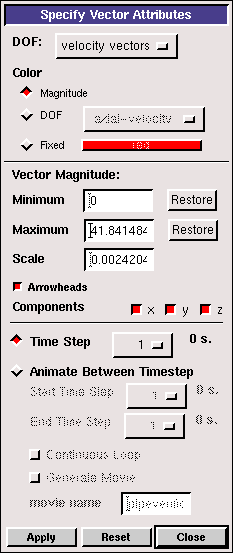 Specify Vector Attributes
DOF: velocity vectors
Color
Magnitude
DOF axial-velocity
Fixed red
Vector Magnitude:
Minimum 0 Restore
Maximum 41.841484 Restore
Scale 0.0024204
Arrowheads
Components x y z
Time Step 1 0 s.
Animate Between Timestep
Start Time Step 1 0 s.
End Time Step 1 0 s.
Continuous Loop
Generate Movie
movie name
Apply Reset Close